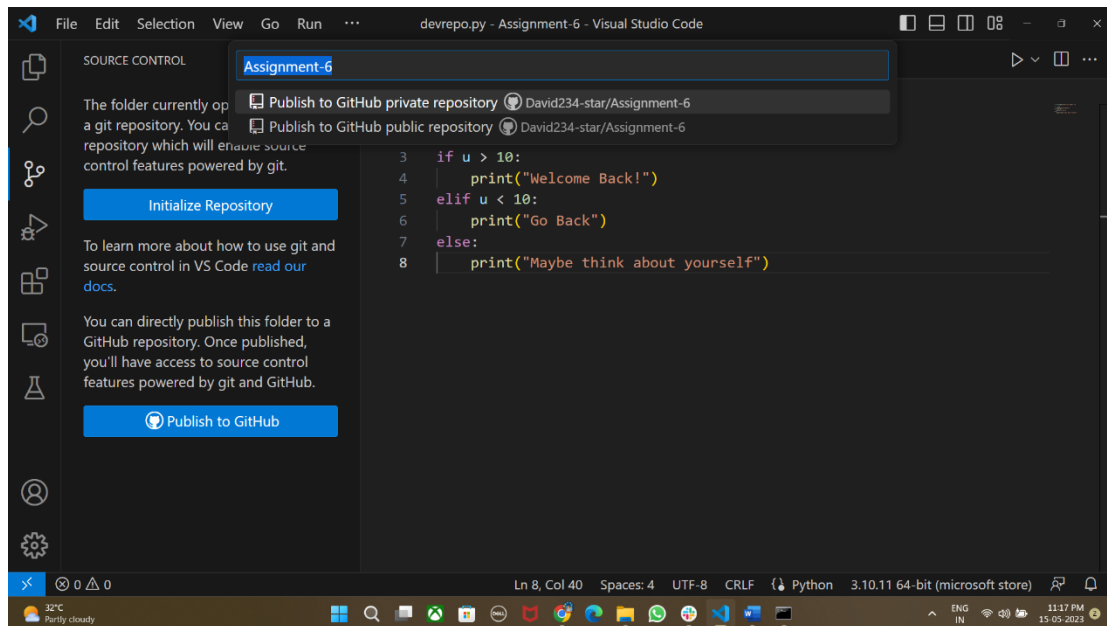 File Edit Selection View Go Run ··· devrepo.py - Assignment-6 - Visual Studio Code
SOURCE CONTROL
Assignment-6
Publish to GitHub private repository David234-star/Assignment-6
Publish to GitHub public repository David234-star/Assignment-6
The folder currently op
a git repository. You ca
repository which will enable source
control features powered by git.
Initialize Repository
To learn more about how to use git and
source control in VS Code read our
docs.
You can directly publish this folder to a
GitHub repository. Once published,
you'll have access to source control
features powered by git and GitHub.
Publish to GitHub
3 if u > 10:
4 print("Welcome Back!")
5 elif u < 10:
6 print("Go Back")
7 else:
8 print("Maybe think about yourself")
0 0 Ln 8, Col 40 Spaces: 4 UTF-8 CRLF Python 3.10.11 64-bit (microsoft store)
32°C
Partly cloudy
DELL
ENG
IN
11:17 PM
15-05-2023
2